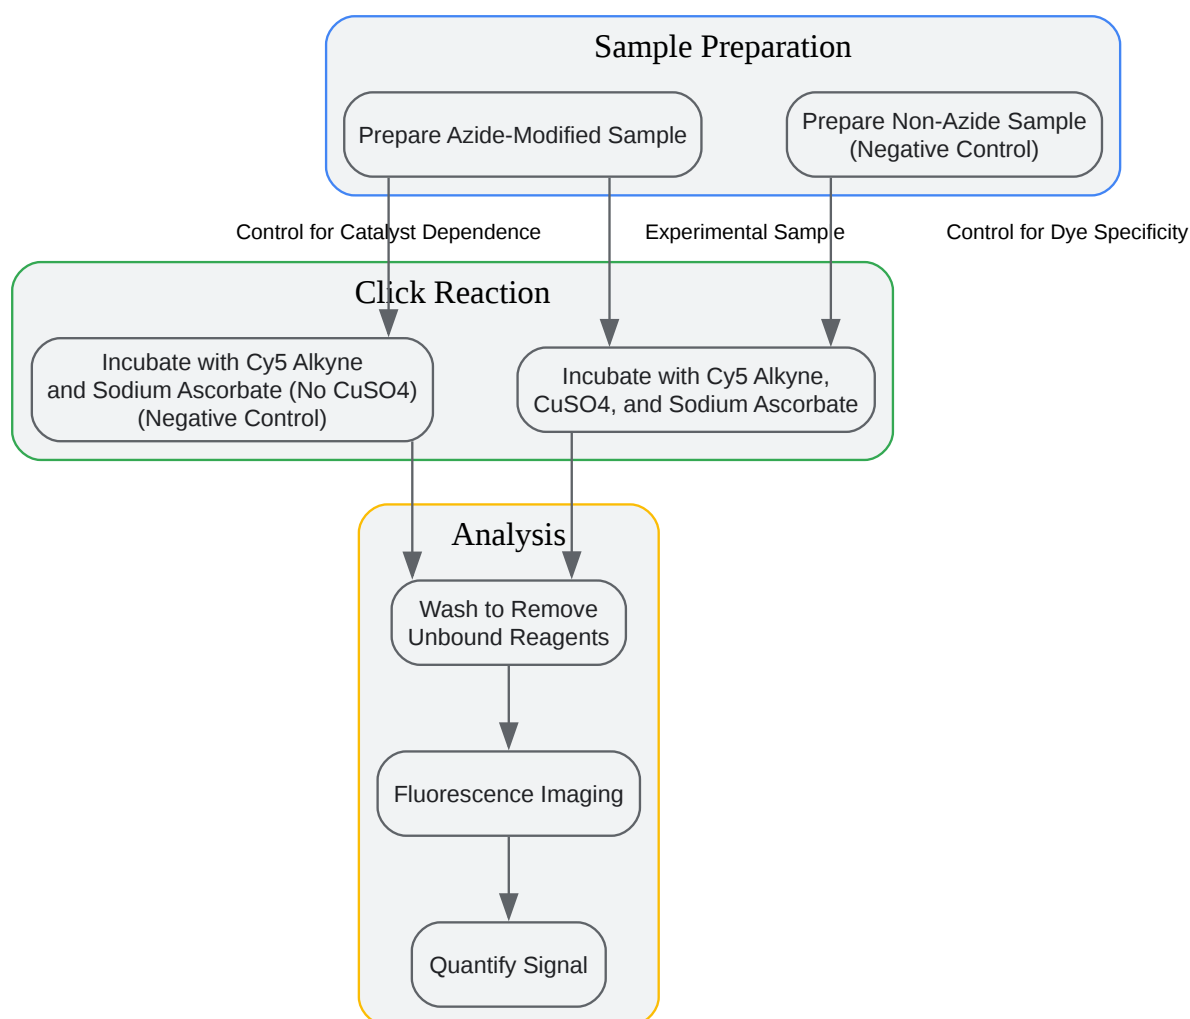 Sample Preparation
Prepare Azide-Modified Sample
Prepare Non-Azide Sample
(Negative Control)
Control for Catalyst Dependence
Experimental Sample
Control for Dye Specificity
Click Reaction
Incubate with Cy5 Alkyne
and Sodium Ascorbate (No CuSO4)
(Negative Control)
Incubate with Cy5 Alkyne,
CuSO4, and Sodium Ascorbate
Analysis
Wash to Remove
Unbound Reagents
Fluorescence Imaging
Quantify Signal